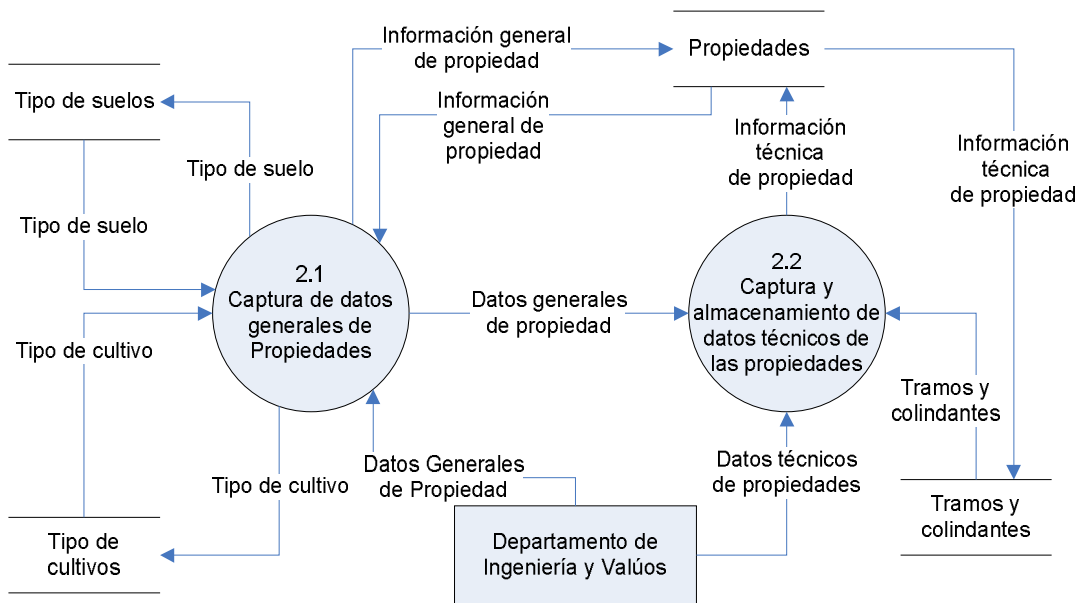 Información general
de propiedad
Propiedades
Tipo de suelos
Información
general de
propiedad
Información
técnica
de propiedad
Información
técnica
de propiedad
Tipo de suelo
Tipo de suelo
2.1
Captura de datos
generales de
Propiedades
Datos generales
de propiedad
2.2
Captura y
almacenamiento de
datos técnicos de
las propiedades
Tipo de cultivo
Tramos y
colindantes
Datos Generales
de Propiedad
Tipo de cultivo
Datos técnicos
de propiedades
Tipo de
cultivos
Departamento de
Ingeniería y Valúos
Tramos y
colindantes